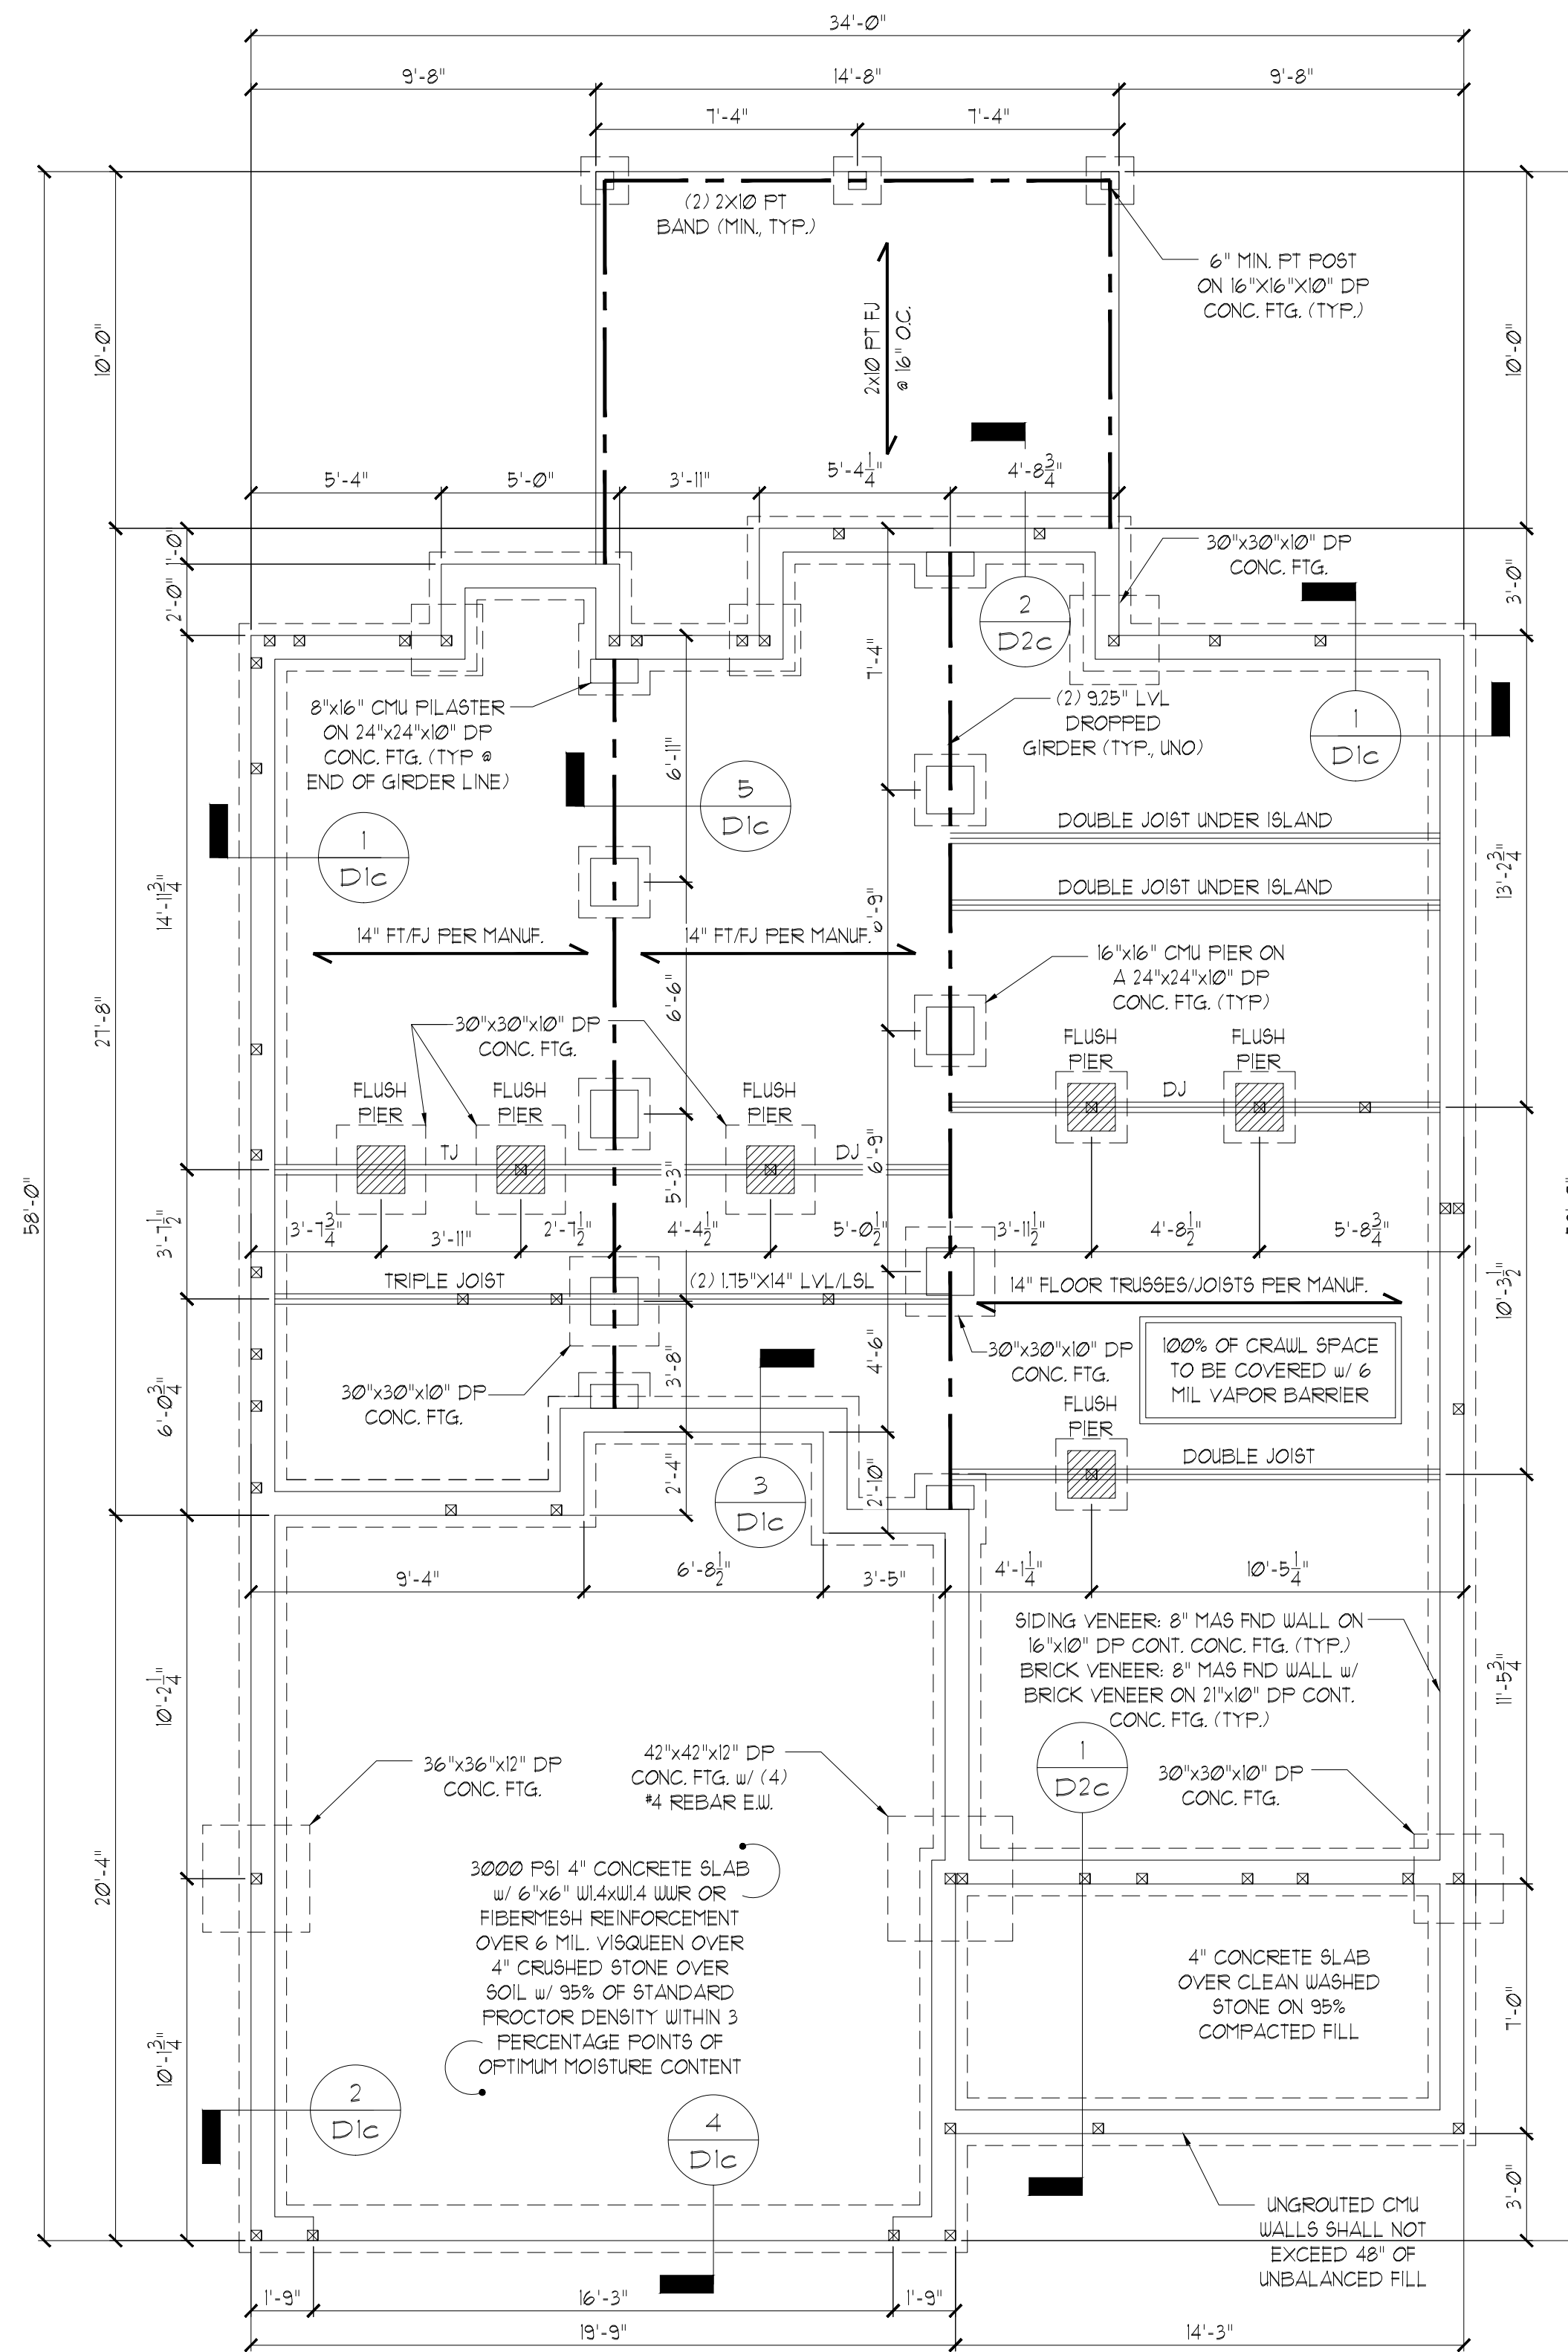 34'-0"
9'-8"
14'-8"
9'-8"
7'-4"
7'-4"
(2) 2X10 PT
BAND (MIN., TYP.)
6" MIN. PT POST
ON 16"X16"X10" DP
CONC. FTG. (TYP.)
10'-0"
2x10 PT FJ
@ 16" O.C.
10'-0"
5'-4"
5'-0"
3'-11"
5'-4 1/4"
4'-8 3/4"
1'-0"
2'-0"
30"x30"x10" DP
CONC. FTG.
3'-0"
2
D2c
7'-4"
8"x16" CMU PILASTER
ON 24"x24"x10" DP
CONC. FTG. (TYP @
END OF GIRDER LINE)
6'-11"
(2) 9.25" LVL
DROPPED
GIRDER (TYP., UNO)
1
D1c
5
D1c
1
D1c
DOUBLE JOIST UNDER ISLAND
DOUBLE JOIST UNDER ISLAND
14'-11 3/4"
13'-2 3/4"
6'-9"
14" FT/FJ PER MANUF.
14" FT/FJ PER MANUF.
16"x16" CMU PIER ON
A 24"x24"x10" DP
CONC. FTG. (TYP)
6'-6"
27'-8"
30"x30"x10" DP
CONC. FTG.
FLUSH
PIER
FLUSH
PIER
FLUSH
PIER
FLUSH
PIER
FLUSH
PIER
DJ
TJ
DJ
6'-9"
5'-3"
58'-0"
3'-7 1/2"
3'-7 3/4"
3'-11"
2'-7 1/2"
4'-4 1/2"
5'-0 1/2"
3'-11 1/2"
4'-8 1/2"
5'-8 3/4"
TRIPLE JOIST
(2) 1.75"X14" LVL/LSL
14" FLOOR TRUSSES/JOISTS PER MANUF.
10'-3 1/2"
30"x30"x10" DP
CONC. FTG.
100% OF CRAWL SPACE
TO BE COVERED w/ 6
MIL VAPOR BARRIER
4'-6"
3'-8"
6'-0 3/4"
30"x30"x10" DP
CONC. FTG.
FLUSH
PIER
DOUBLE JOIST
2'-4"
2'-10"
3
D1c
9'-4"
6'-8 1/2"
3'-5"
4'-1 1/4"
10'-5 1/4"
SIDING VENEER: 8" MAS FND WALL ON
16"x10" DP CONT. CONC. FTG. (TYP.)
BRICK VENEER: 8" MAS FND WALL w/
BRICK VENEER ON 21"x10" DP CONT.
CONC. FTG. (TYP.)
10'-2 1/4"
11'-5 3/4"
36"x36"x12" DP
CONC. FTG.
42"x42"x12" DP
CONC. FTG. w/ (4)
#4 REBAR E.W.
1
D2c
30"x30"x10" DP
CONC. FTG.
20'-4"
3000 PSI 4" CONCRETE SLAB
w/ 6"x6" W1.4xW1.4 WWR OR
FIBERMESH REINFORCEMENT
OVER 6 MIL. VISQUEEN OVER
4" CRUSHED STONE OVER
SOIL w/ 95% OF STANDARD
PROCTOR DENSITY WITHIN 3
PERCENTAGE POINTS OF
OPTIMUM MOISTURE CONTENT
4" CONCRETE SLAB
OVER CLEAN WASHED
STONE ON 95%
COMPACTED FILL
7'-0"
10'-1 3/4"
2
D1c
4
D1c
3'-0"
UNGROUTED CMU
WALLS SHALL NOT
EXCEED 48" OF
UNBALANCED FILL
1'-9"
16'-3"
1'-9"
19'-9"
14'-3"